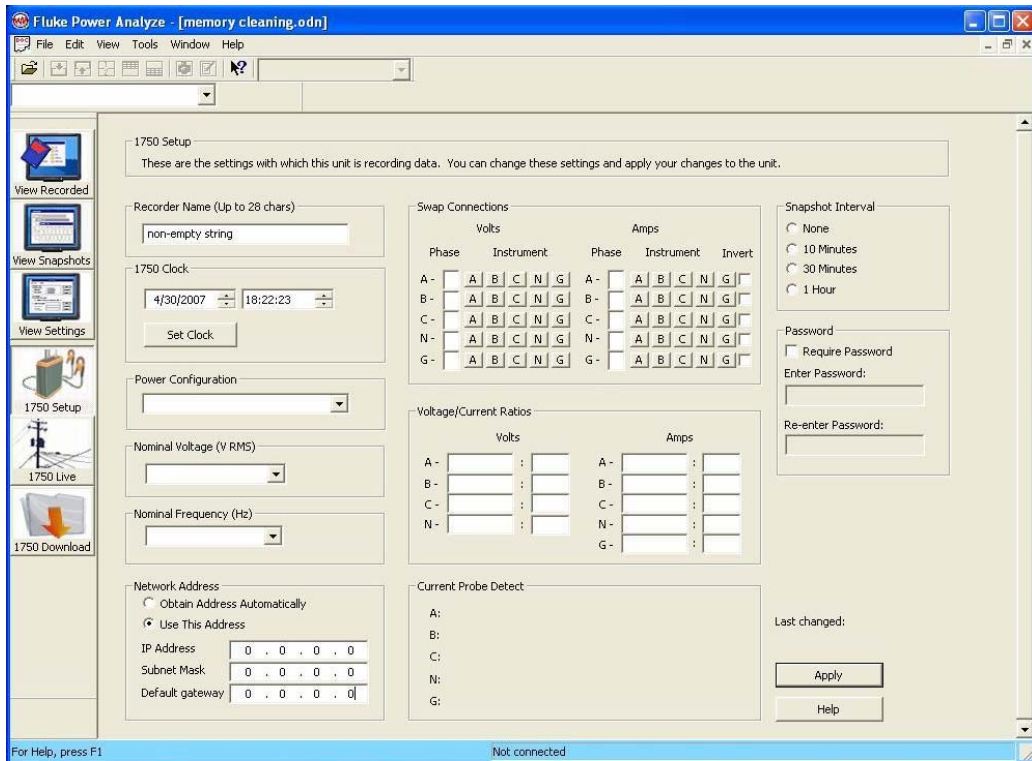 Fluke Power Analyze - [memory cleaning.odn]
File Edit View Tools Window Help
View Recorded
View Snapshots
View Settings
1750 Setup
1750 Live
1750 Download
1750 Setup
These are the settings with which this unit is recording data. You can change these settings and apply your changes to the unit.
Recorder Name (Up to 28 chars)
non-empty string
1750 Clock
4/30/2007 18:22:23
Set Clock
Power Configuration
Nominal Voltage (V RMS)
Nominal Frequency (Hz)
Network Address
Obtain Address Automatically
Use This Address
IP Address 0 . 0 . 0 . 0
Subnet Mask 0 . 0 . 0 . 0
Default gateway 0 . 0 . 0 . 0
Swap Connections
Volts Amps
Phase Instrument Phase Instrument Invert
A - A B C N G A - A B C N G
B - A B C N G B - A B C N G
C - A B C N G C - A B C N G
N - A B C N G N - A B C N G
G - A B C N G G - A B C N G
Voltage/Current Ratios
Volts Amps
A - : A - :
B - : B - :
C - : C - :
N - : N - :
G - :
Current Probe Detect
A:
B:
C:
N:
G:
Snapshot Interval
None
10 Minutes
30 Minutes
1 Hour
Password
Require Password
Enter Password:
Re-enter Password:
Last changed:
Apply
Help
For Help, press F1 Not connected